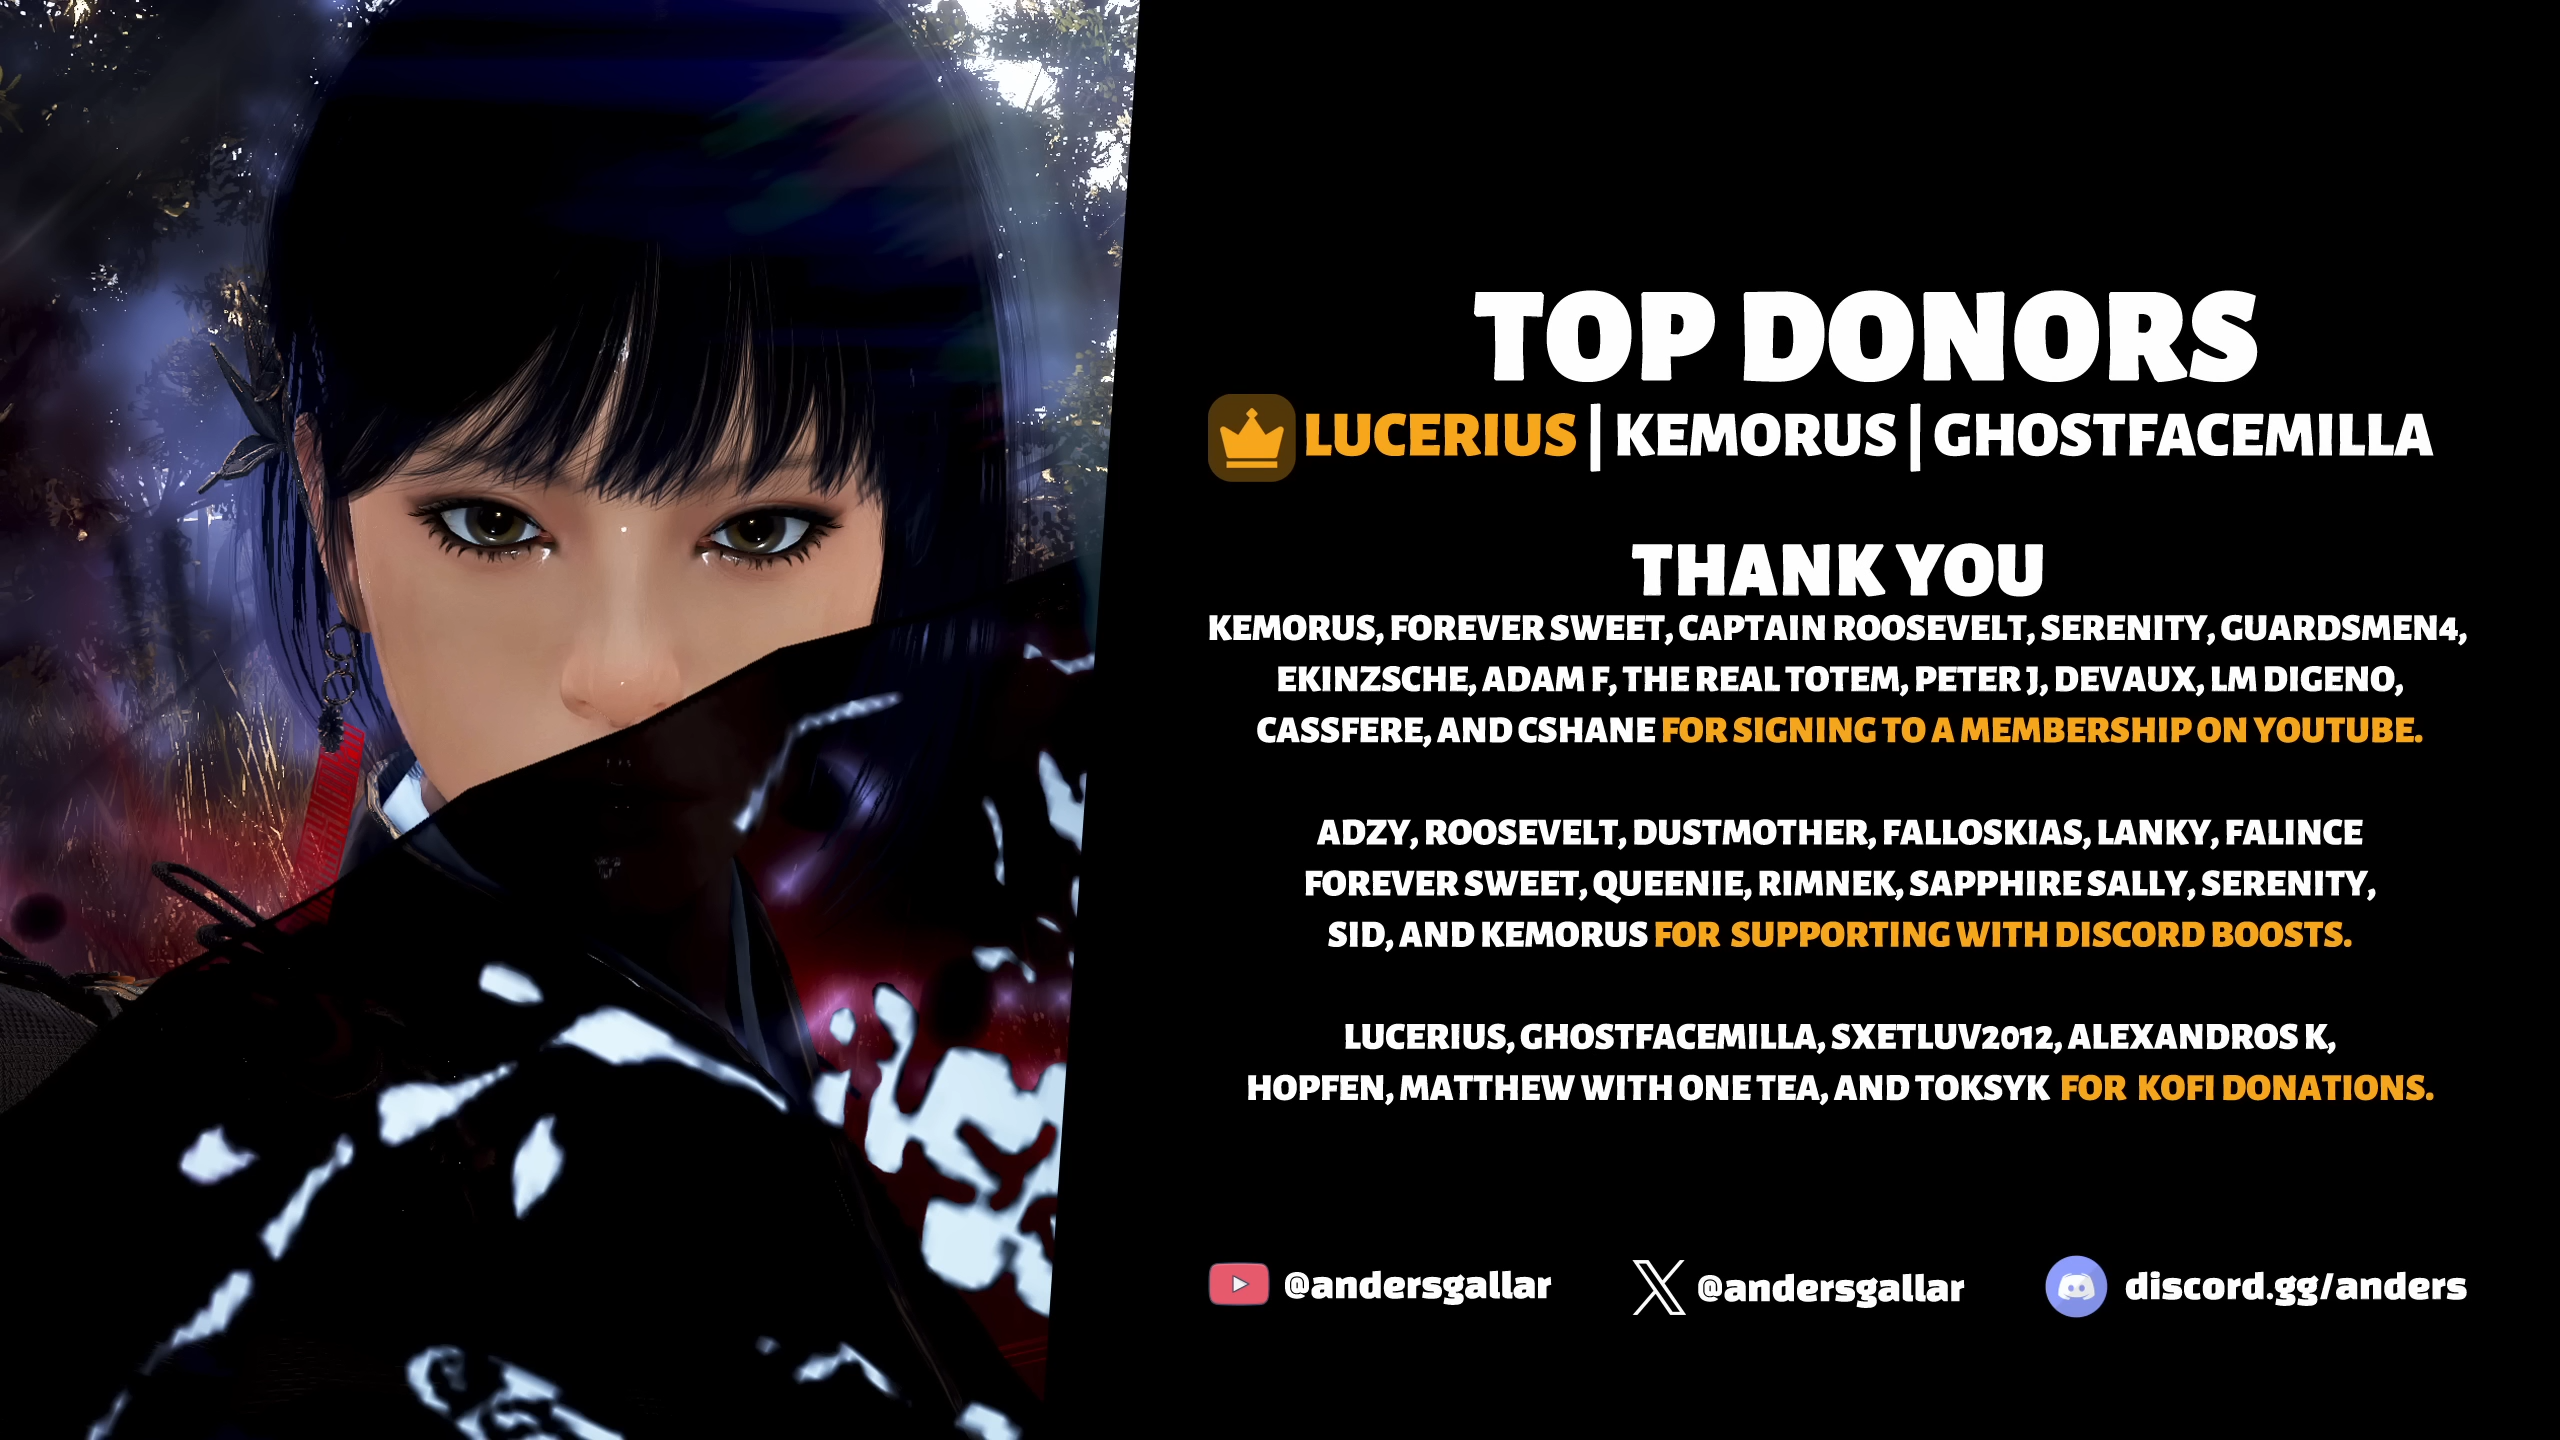 TOP DONORS
LUCERIUS | KEMORUS | GHOSTFACEMILLA
THANK YOU
KEMORUS, FOREVER SWEET, CAPTAIN ROOSEVELT, SERENITY, GUARDSMEN4,
EKINZSCHE, ADAM F, THE REAL TOTEM, PETER J, DEVAUX, LM DIGENO,
CASSFERE, AND CSHANE FOR SIGNING TO A MEMBERSHIP ON YOUTUBE.
ADZY, ROOSEVELT, DUSTMOTHER, FALLOSKIAS, LANKY, FALINCE
FOREVER SWEET, QUEENIE, RIMNEK, SAPPHIRE SALLY, SERENITY,
SID, AND KEMORUS FOR SUPPORTING WITH DISCORD BOOSTS.
LUCERIUS, GHOSTFACEMILLA, SXETLUV2012, ALEXANDROS K,
HOPFEN, MATTHEW WITH ONE TEA, AND TOKSYK FOR KOFI DONATIONS.
@andersgallar
@andersgallar
discord.gg/anders